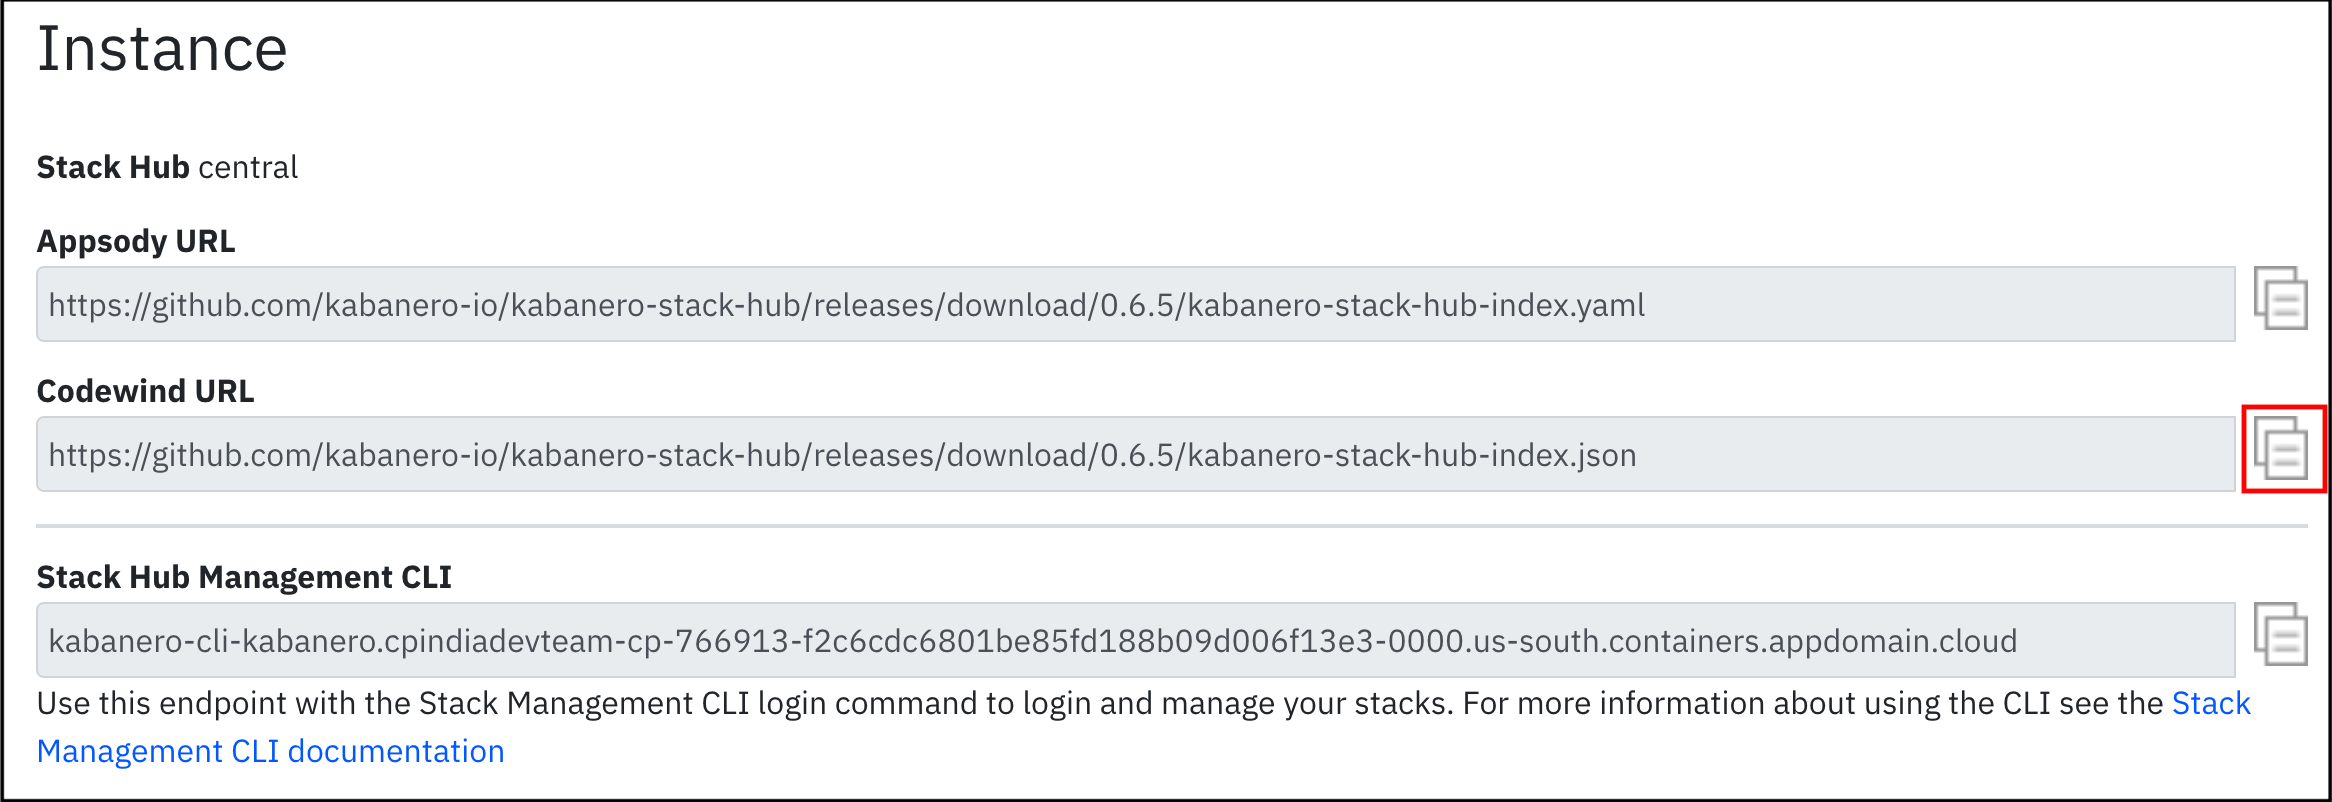 Instance
Stack Hub central
Appsody URL
https://github.com/kabanero-io/kabanero-stack-hub/releases/download/0.6.5/kabanero-stack-hub-index.yaml
Codewind URL
https://github.com/kabanero-io/kabanero-stack-hub/releases/download/0.6.5/kabanero-stack-hub-index.json
Stack Hub Management CLI
kabanero-cli-kabanero.cpindiadevteam-cp-766913-f2c6cdc6801be85fd188b09d006f13e3-0000.us-south.containers.appdomain.cloud
Use this endpoint with the Stack Management CLI login command to login and manage your stacks. For more information about using the CLI see the Stack
Management CLI documentation